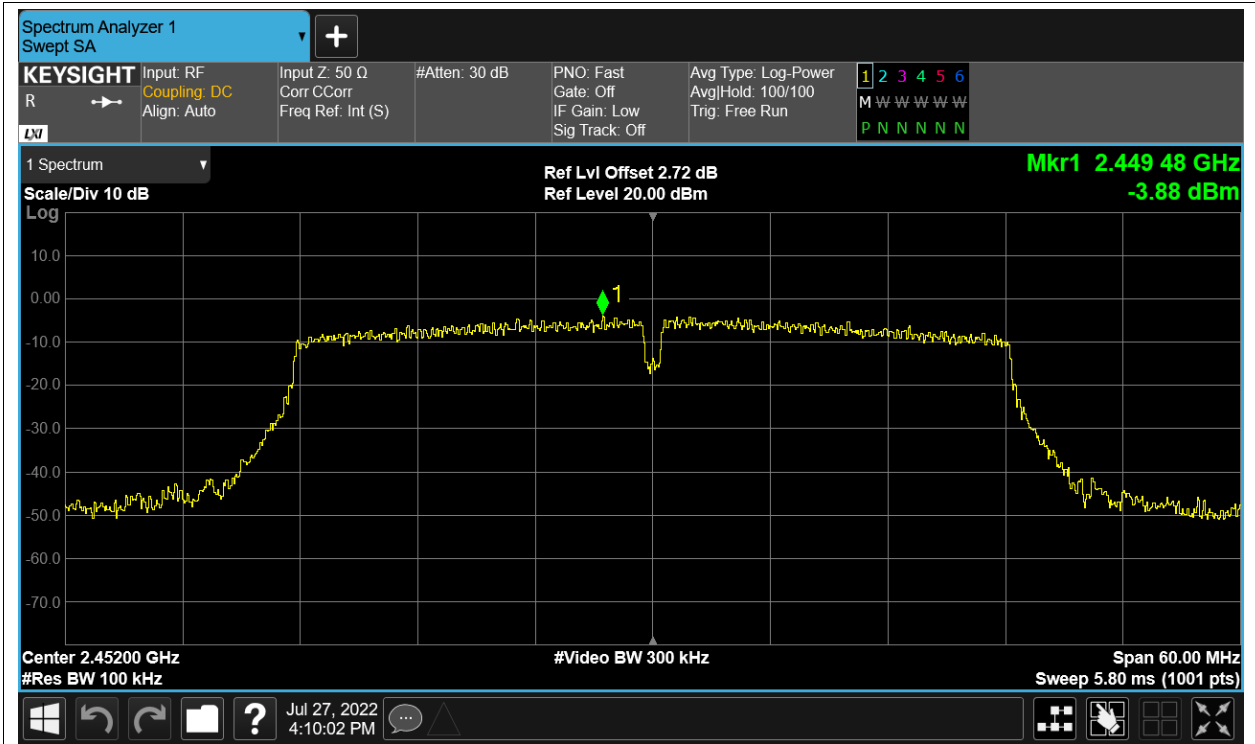 Spectrum Analyzer 1
Swept SA
+
KEYSIGHT
R
LXI
Input: RF
Coupling: DC
Align: Auto
Input Z: 50 Ω
Corr CCorr
Freq Ref: Int (S)
#Atten: 30 dB
PNO: Fast
Gate: Off
IF Gain: Low
Sig Track: Off
Avg Type: Log-Power
Avg|Hold: 100/100
Trig: Free Run
1 2 3 4 5 6
M W W W W W
P N N N N N
1 Spectrum
Scale/Div 10 dB
Log
Ref Lvl Offset 2.72 dB
Ref Level 20.00 dBm
Mkr1 2.449 48 GHz
-3.88 dBm
10.0
0.00
1
-10.0
-20.0
-30.0
-40.0
-50.0
-60.0
-70.0
Center 2.45200 GHz
#Video BW 300 kHz
Span 60.00 MHz
#Res BW 100 kHz
Sweep 5.80 ms (1001 pts)
?
Jul 27, 2022
4:10:02 PM